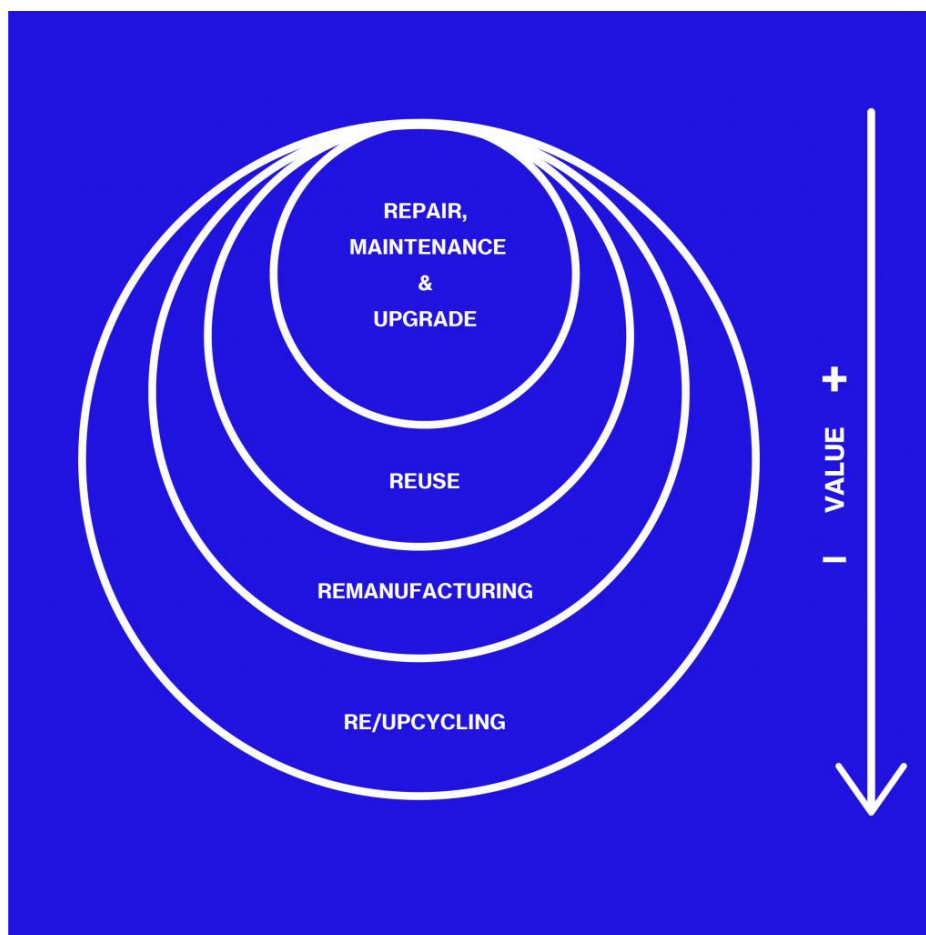 REPAIR,
MAINTENANCE
&
UPGRADE
REUSE
REMANUFACTURING
RE/UPCYCLING
– VALUE +